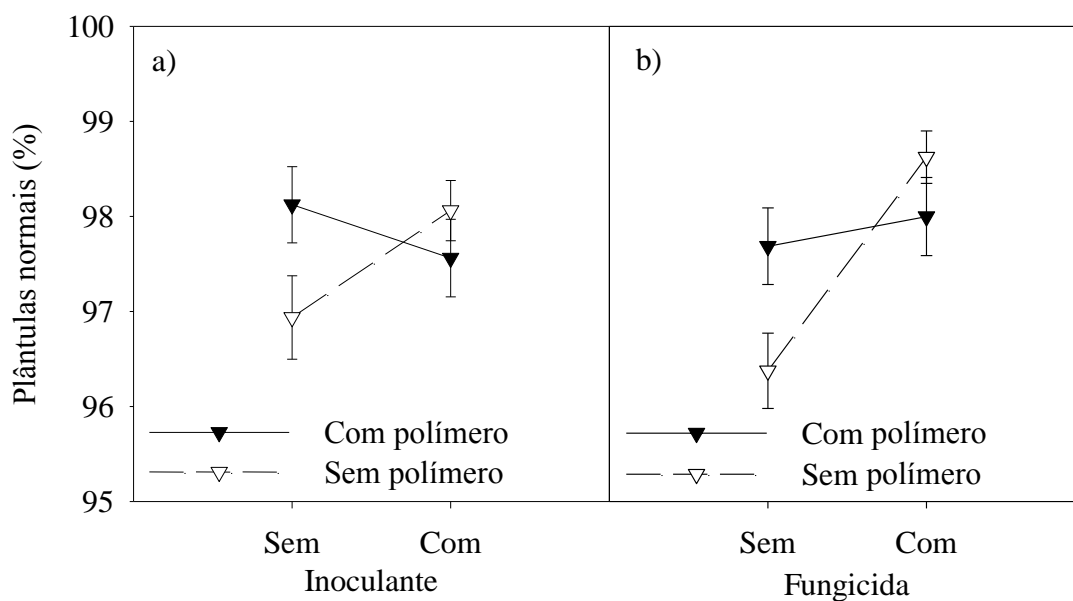 Plântulas normais (%)
100
99
98
97
96
95
a)
Com polímero
Sem polímero
Sem Com
Inoculante
b)
Com polímero
Sem polímero
Sem Com
Fungicida